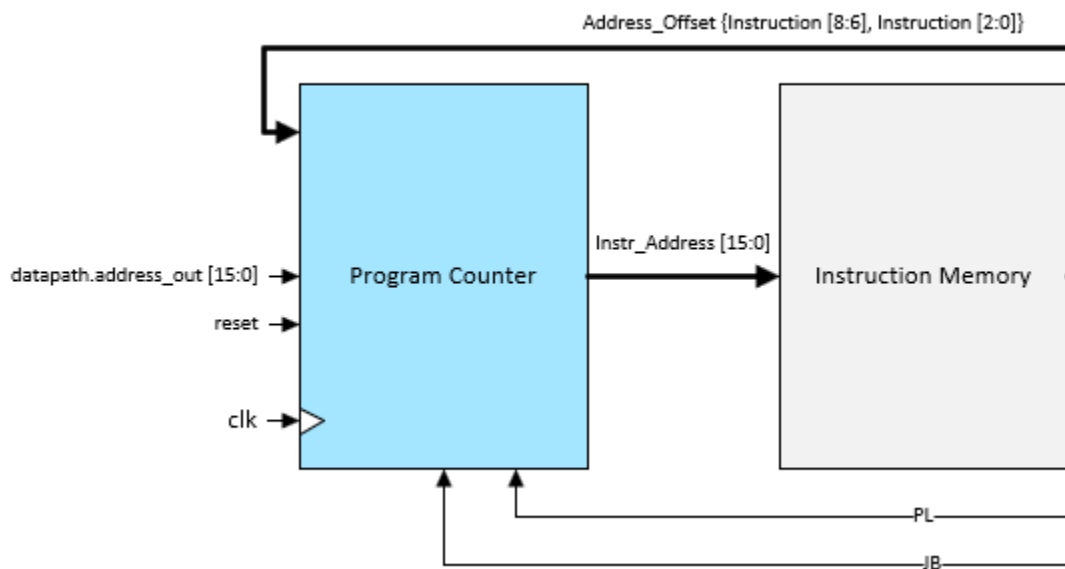 Address_Offset {Instruction [8:6], Instruction [2:0]}
Instr_Address [15:0]
datapath.address_out [15:0]
Program Counter
Instruction Memory
reset
clk
PL
JB